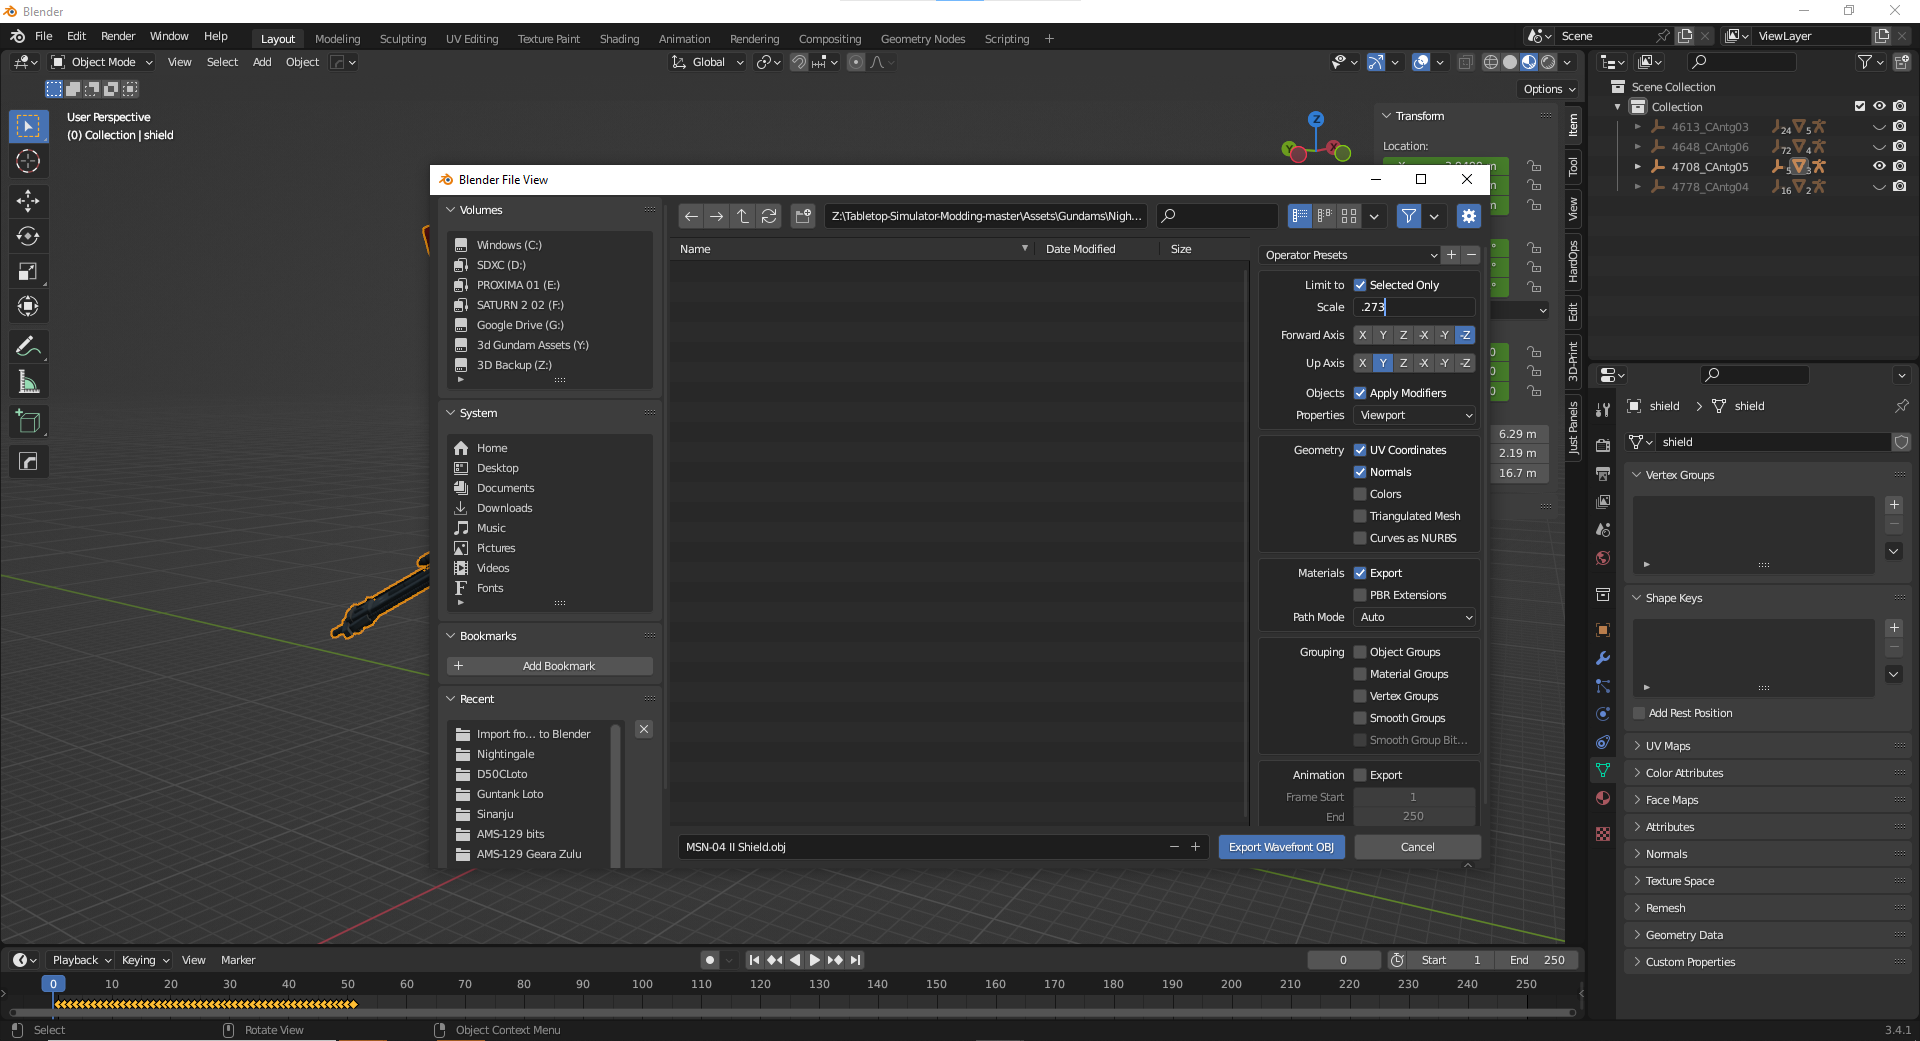 Blender
File Edit Render Window Help Layout Modeling Sculpting UV Editing Texture Paint Shading Animation Rendering Compositing Geometry Nodes Scripting + Scene ViewLayer
Object Mode View Select Add Object Global
Options
User Perspective
(0) Collection | shield
Z
Transform
Location:
Item
Tool
View
HardOps
Edit
3D-Print
Just Panels
6.29 m
2.19 m
16.7 m
Scene Collection
Collection
4613_CAntg03 24 5
4648_CAntg06 72 4
4708_CAntg05 5 3
4778_CAntg04 16 2
Blender File View
Volumes
Windows (C:)
SDXC (D:)
PROXIMA 01 (E:)
SATURN 2 02 (F:)
Google Drive (G:)
3d Gundam Assets (Y:)
3D Backup (Z:)
System
Home
Desktop
Documents
Downloads
Music
Pictures
Videos
Fonts
Bookmarks
Add Bookmark
Recent
Import fro... to Blender
Nightingale
D50CLoto
Guntank Loto
Sinanju
AMS-129 bits
AMS-129 Geara Zulu
Z:\Tabletop-Simulator-Modding-master\Assets\Gundams\Nigh...
Name Date Modified Size
Operator Presets
Limit to Selected Only
Scale .273
Forward Axis X Y Z -X -Y -Z
Up Axis X Y Z -X -Y -Z
Objects Apply Modifiers
Properties Viewport
Geometry UV Coordinates
Normals
Colors
Triangulated Mesh
Curves as NURBS
Materials Export
PBR Extensions
Path Mode Auto
Grouping Object Groups
Material Groups
Vertex Groups
Smooth Groups
Smooth Group Bit...
Animation Export
Frame Start 1
End 250
MSN-04 II Shield.obj
Export Wavefront OBJ Cancel
shield > shield
shield
Vertex Groups
Shape Keys
Add Rest Position
UV Maps
Color Attributes
Face Maps
Attributes
Normals
Texture Space
Remesh
Geometry Data
Custom Properties
Playback Keying View Marker 0 Start 1 End 250
0 10 20 30 40 50 60 70 80 90 100 110 120 130 140 150 160 170 180 190 200 210 220 230 240 250
Select Rotate View Object Context Menu 3.4.1